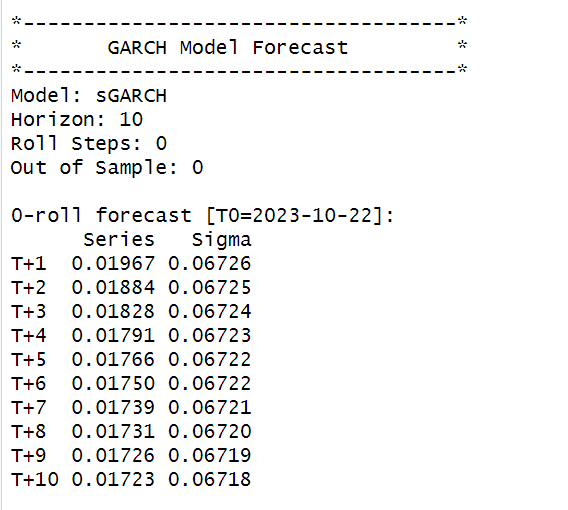 *------------------------------------*
*       GARCH Model Forecast         *
*------------------------------------*
Model: sGARCH
Horizon: 10
Roll Steps: 0
Out of Sample: 0

0-roll forecast [T0=2023-10-22]:
      Series   Sigma
T+1  0.01967 0.06726
T+2  0.01884 0.06725
T+3  0.01828 0.06724
T+4  0.01791 0.06723
T+5  0.01766 0.06722
T+6  0.01750 0.06722
T+7  0.01739 0.06721
T+8  0.01731 0.06720
T+9  0.01726 0.06719
T+10 0.01723 0.06718